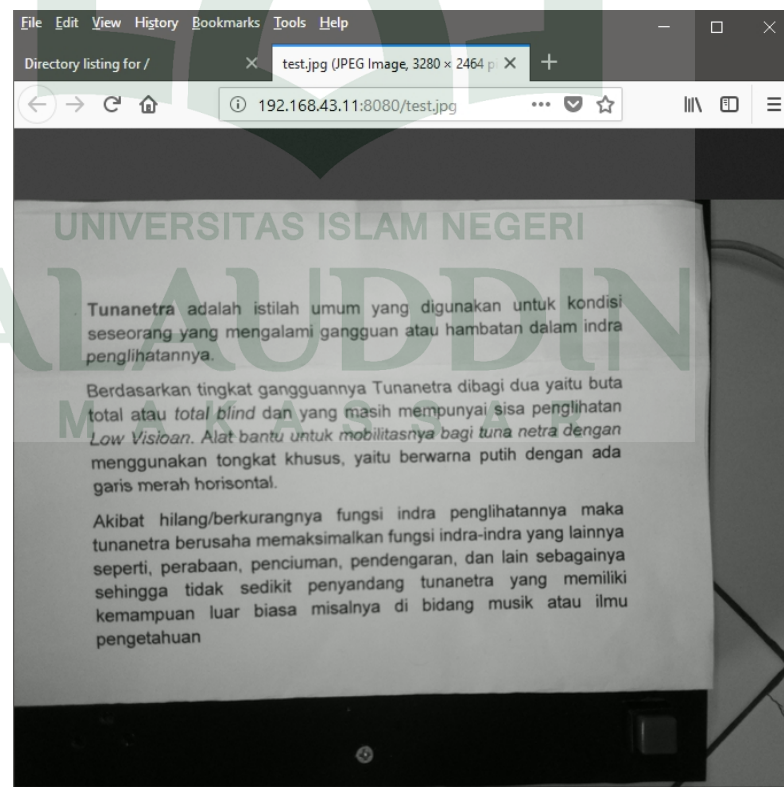 File Edit View History Bookmarks Tools Help
Directory listing for /
test.jpg (JPEG Image, 3280 × 2464 pi
192.168.43.11:8080/test.jpg
UNIVERSITAS ISLAM NEGERI
ALAUDDIN
MAKASSAR
Tunanetra adalah istilah umum yang digunakan untuk kondisi
seseorang yang mengalami gangguan atau hambatan dalam indra
penglihatannya.
Berdasarkan tingkat gangguannya Tunanetra dibagi dua yaitu buta
total atau total blind dan yang masih mempunyai sisa penglihatan
Low Visioan. Alat bantu untuk mobilitasnya bagi tuna netra dengan
menggunakan tongkat khusus, yaitu berwarna putih dengan ada
garis merah horisontal.
Akibat hilang/berkurangnya fungsi indra penglihatannya maka
tunanetra berusaha memaksimalkan fungsi indra-indra yang lainnya
seperti, perabaan, penciuman, pendengaran, dan lain sebagainya
sehingga tidak sedikit penyandang tunanetra yang memiliki
kemampuan luar biasa misalnya di bidang musik atau ilmu
pengetahuan